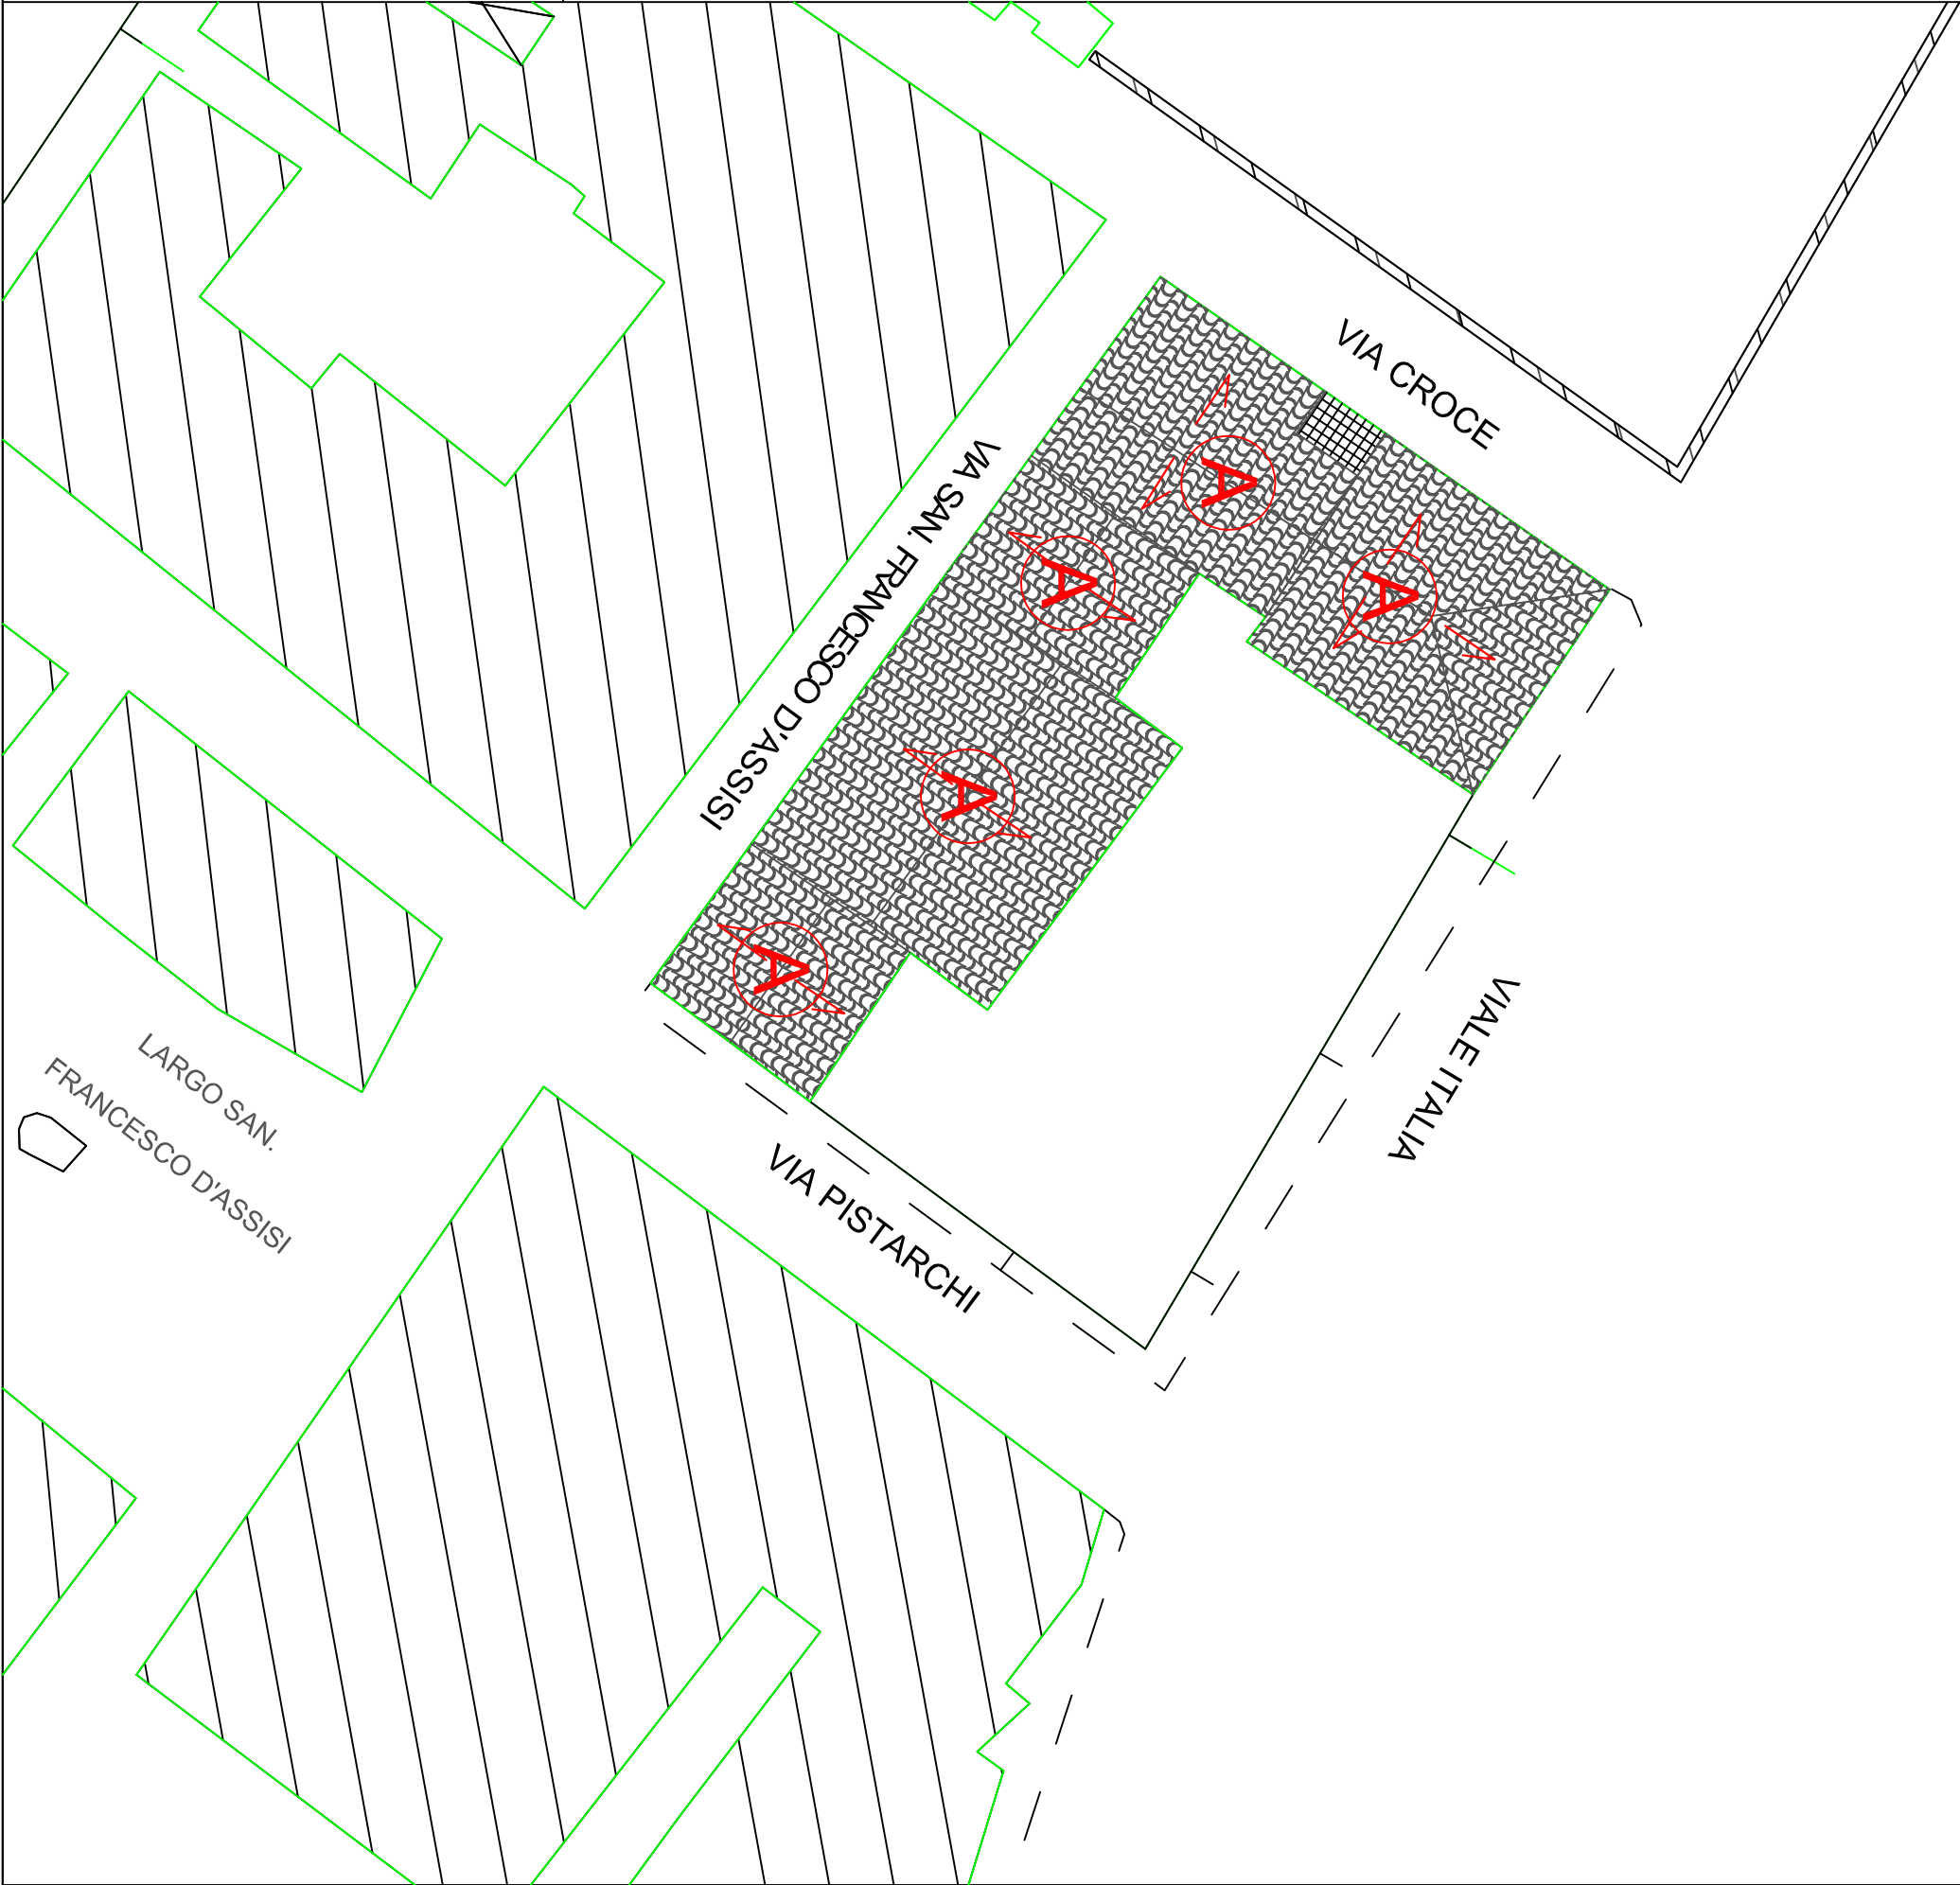 VIA CROCE
VIA SAN. FRANCESCO D'ASSISI
A
A
A
A
A
VIALE ITALIA
LARGO SAN.
FRANCESCO D'ASSISI
VIA PISTARCHI